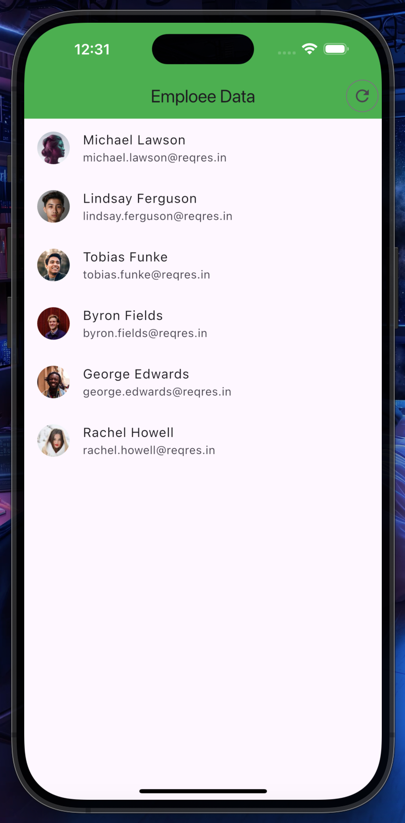 12:31
Emploee Data
Michael Lawson
michael.lawson@reqres.in
Lindsay Ferguson
lindsay.ferguson@reqres.in
Tobias Funke
tobias.funke@reqres.in
Byron Fields
byron.fields@reqres.in
George Edwards
george.edwards@reqres.in
Rachel Howell
rachel.howell@reqres.in